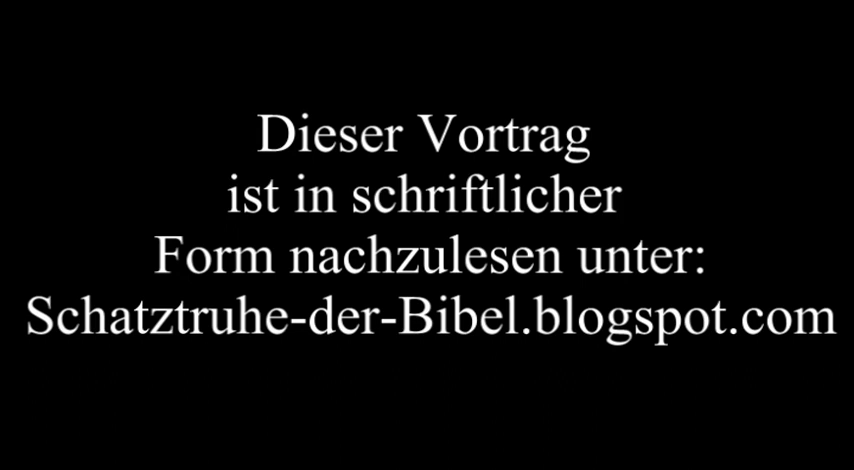 Dieser Vortrag
ist in schriftlicher
Form nachzulesen unter:
Schatztruhe-der-Bibel.blogspot.com